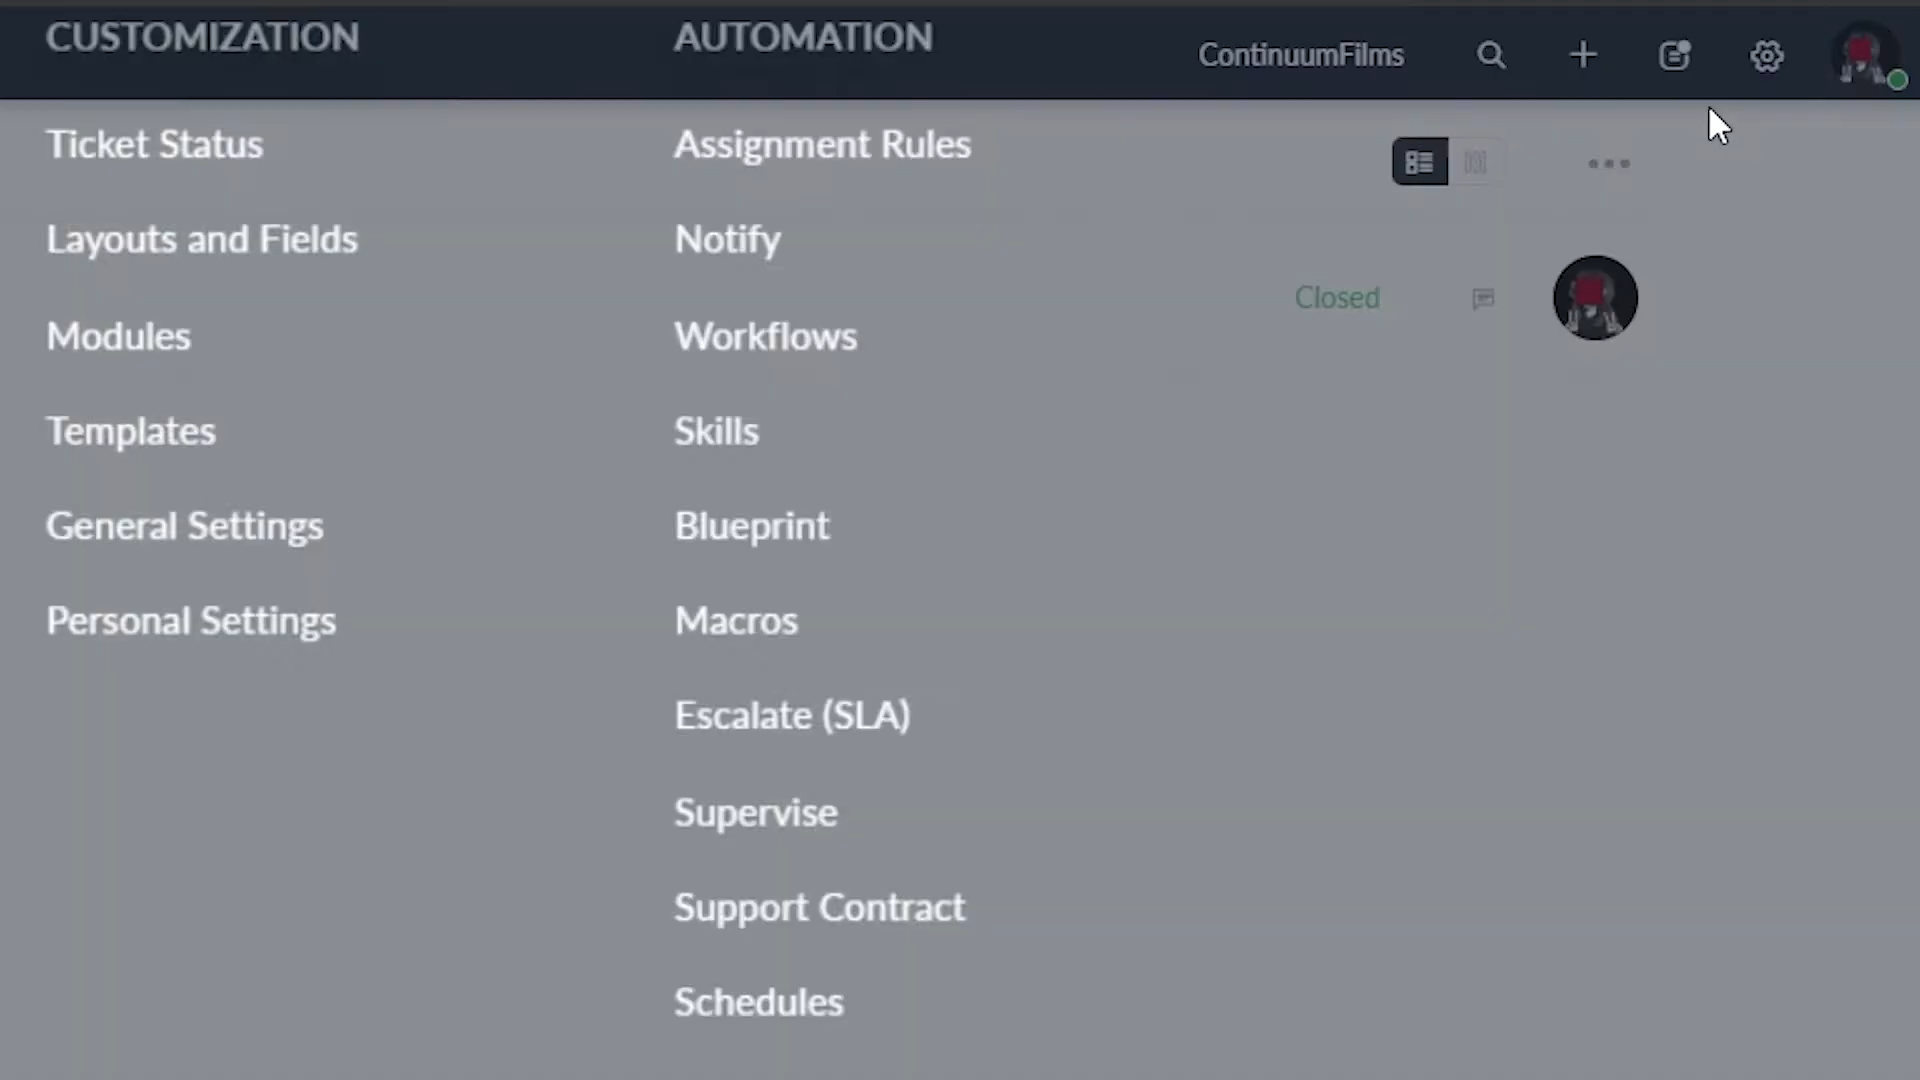 CUSTOMIZATION
Ticket Status
Layouts and Fields
Modules
Templates
General Settings
Personal Settings
AUTOMATION
Assignment Rules
Notify
Workflows
Skills
Blueprint
Macros
Escalate (SLA)
Supervise
Support Contract
Schedules
ContinuumFilms
Closed